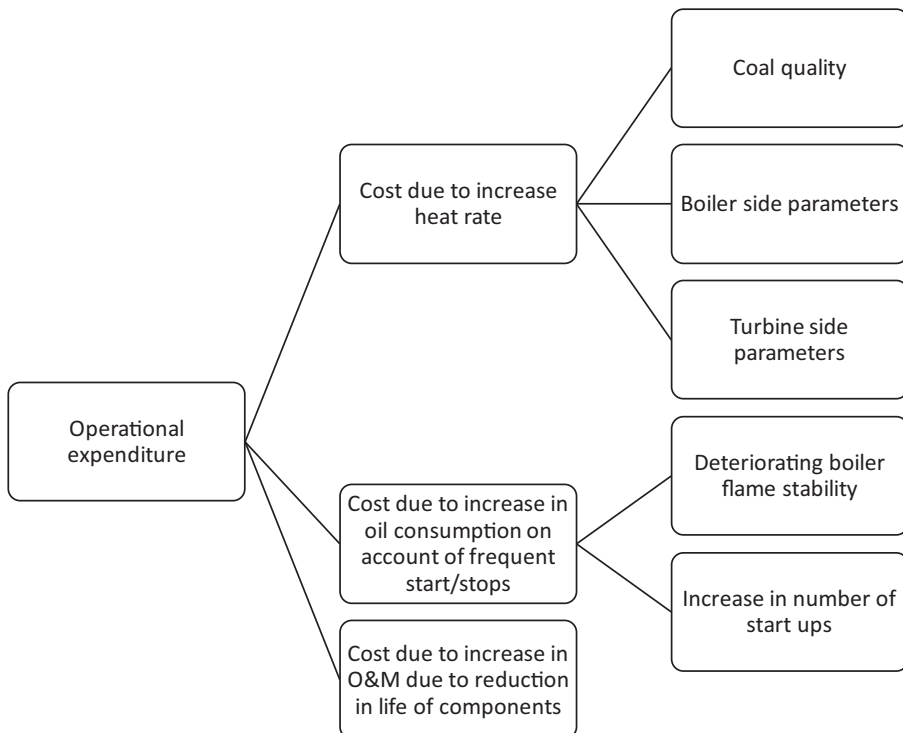 Coal quality
Cost due to increase
heat rate
Boiler side parameters
Turbine side
parameters
Operational
expenditure
Deteriorating boiler
flame stability
Cost due to increase in
oil consumption on
account of frequent
start/stops
Increase in number of
start ups
Cost due to increase in
O&M due to reduction
in life of components